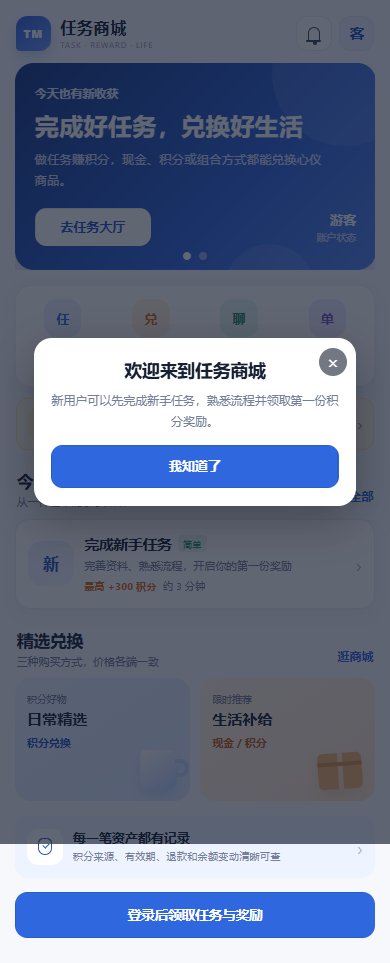 TM
任务商城
TASK · REWARD · LIFE
客
今天也有新收获
完成好任务，兑换好生活
做任务赚积分，现金、积分或组合方式都能兑换心仪
商品。
去任务大厅
游客
账户状态
任
兑
聊
单
欢迎来到任务商城
×
新用户可以先完成新手任务，熟悉流程并领取第一份积
分奖励。
我知道了
今
全部
从一
新
完成新手任务
简单
完善资料、熟悉流程，开启你的第一份奖励
最高 +300 积分 约 3 分钟
精选兑换
三种购买方式，价格各端一致
逛商城
积分好物
日常精选
积分兑换
限时推荐
生活补给
现金 / 积分
每一笔资产都有记录
积分来源、有效期、退款和余额变动清晰可查
登录后领取任务与奖励